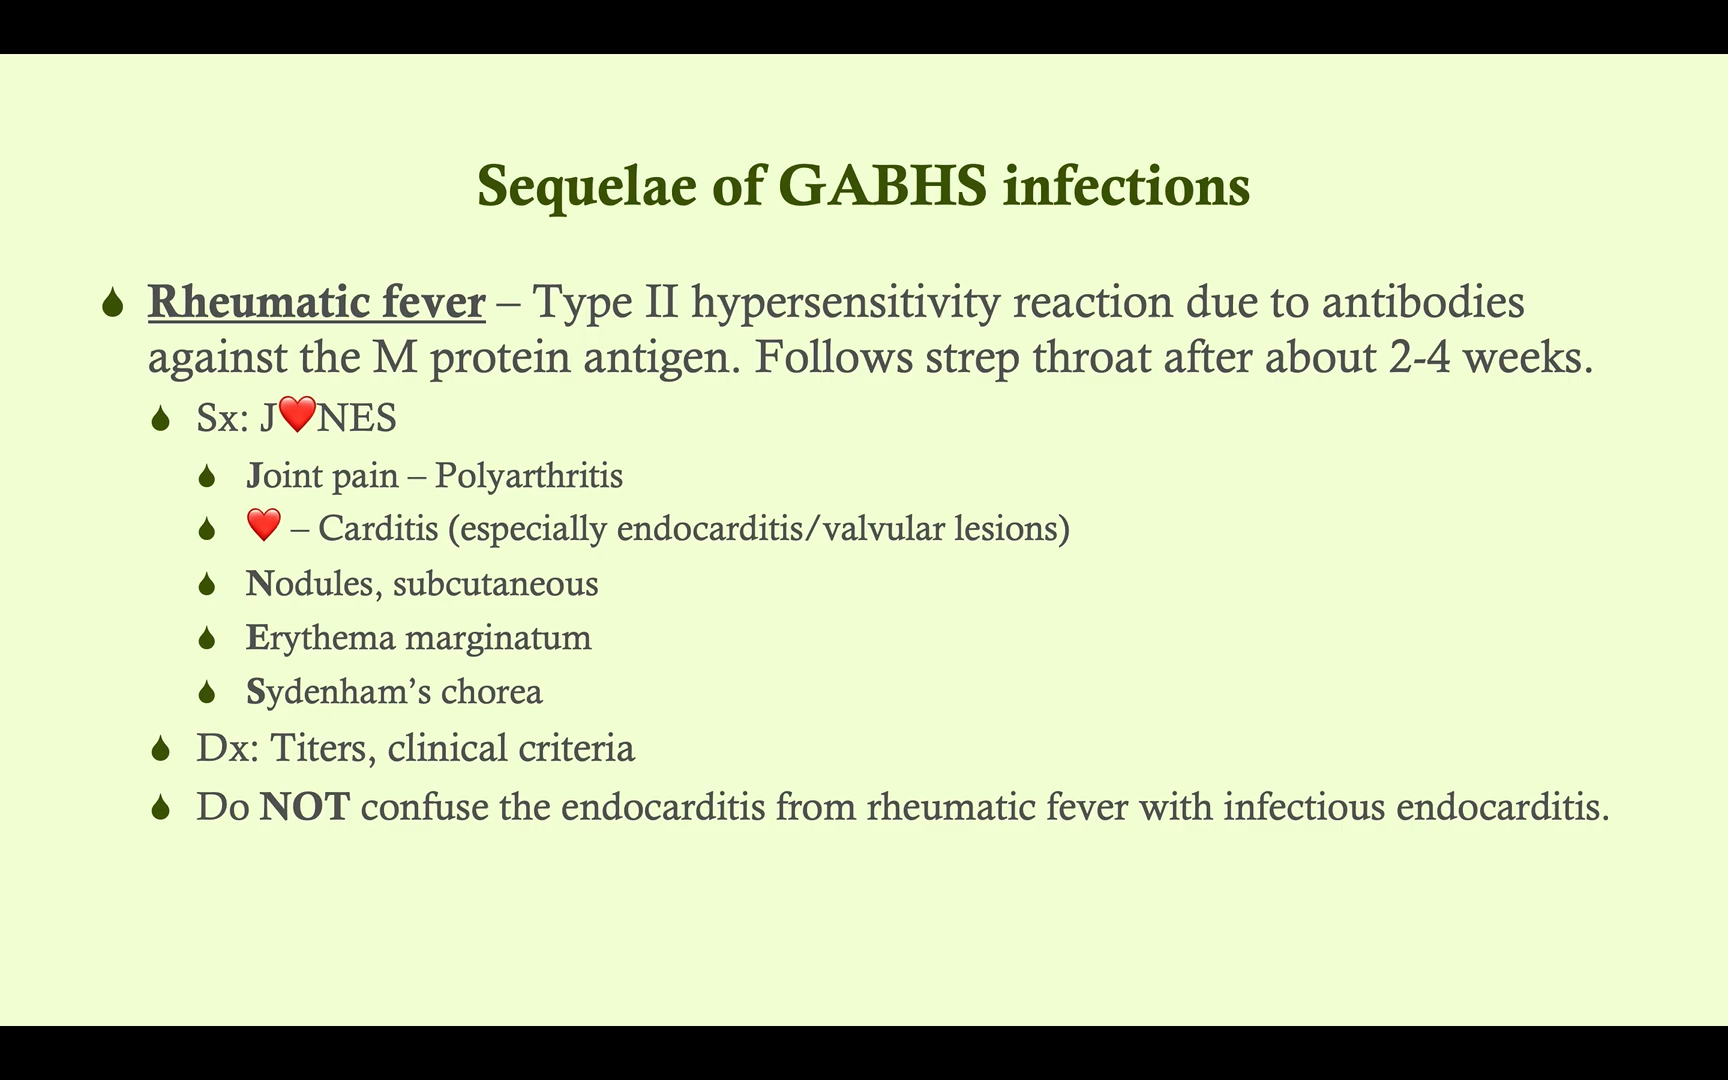 Sequelae of GABHS infections
Rheumatic fever – Type II hypersensitivity reaction due to antibodies
against the M protein antigen. Follows strep throat after about 2-4 weeks.
Sx: J❤️NES
Joint pain – Polyarthritis
❤️ – Carditis (especially endocarditis/valvular lesions)
Nodules, subcutaneous
Erythema marginatum
Sydenham’s chorea
Dx: Titers, clinical criteria
Do NOT confuse the endocarditis from rheumatic fever with infectious endocarditis.